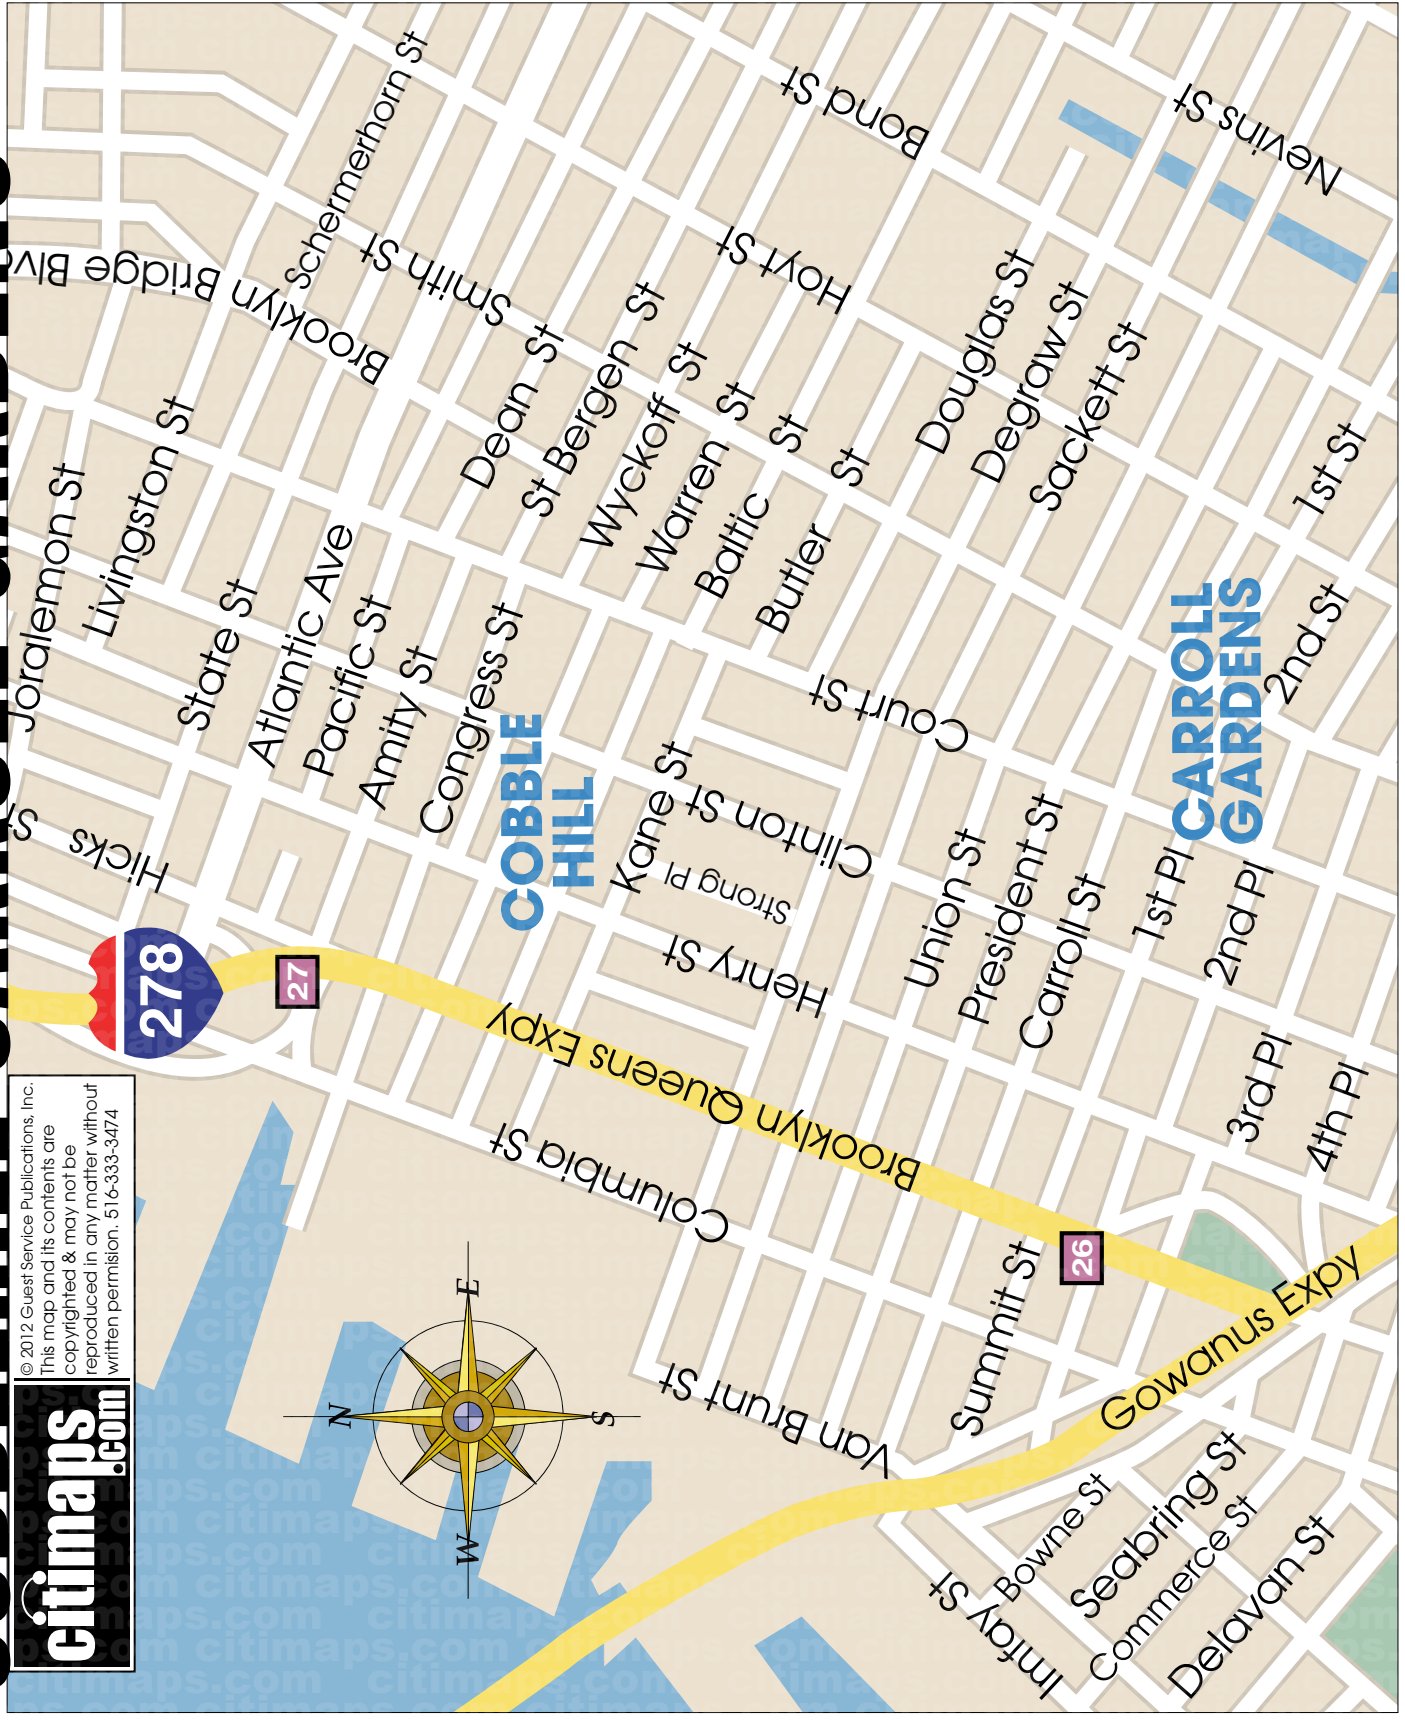 citimaps
.com
© 2012 Guest Service Publications, Inc.
This map and its contents are
copyrighted & may not be
reproduced in any matter without
written permission. 516-333-3474
Joralemon St
Livingston St
Schermerhorn St
State St
Atlantic Ave
Pacific St
Amity St
Congress St
Dean St
St Bergen St
Wyckoff St
Warren St
Baltic St
Butler St
Douglas St
Degraw St
Sackett St
Kane St
Union St
President St
Carroll St
1st Pl
2nd Pl
3rd Pl
4th Pl
1st St
2nd St
Summit St
Bowne St
Seabring St
Commerce St
Delavan St
Imfay St
Van Brunt St
Columbia St
Brooklyn Queens Expy
Gowanus Expy
Hicks St
Henry St
Strong Pl
Clinton St
Court St
Brooklyn Bridge Blvd
Smith St
Hoyt St
Bond St
Nevins St
COBBLE
HILL
CARROLL
GARDENS
278
27
26
N
E
S
W